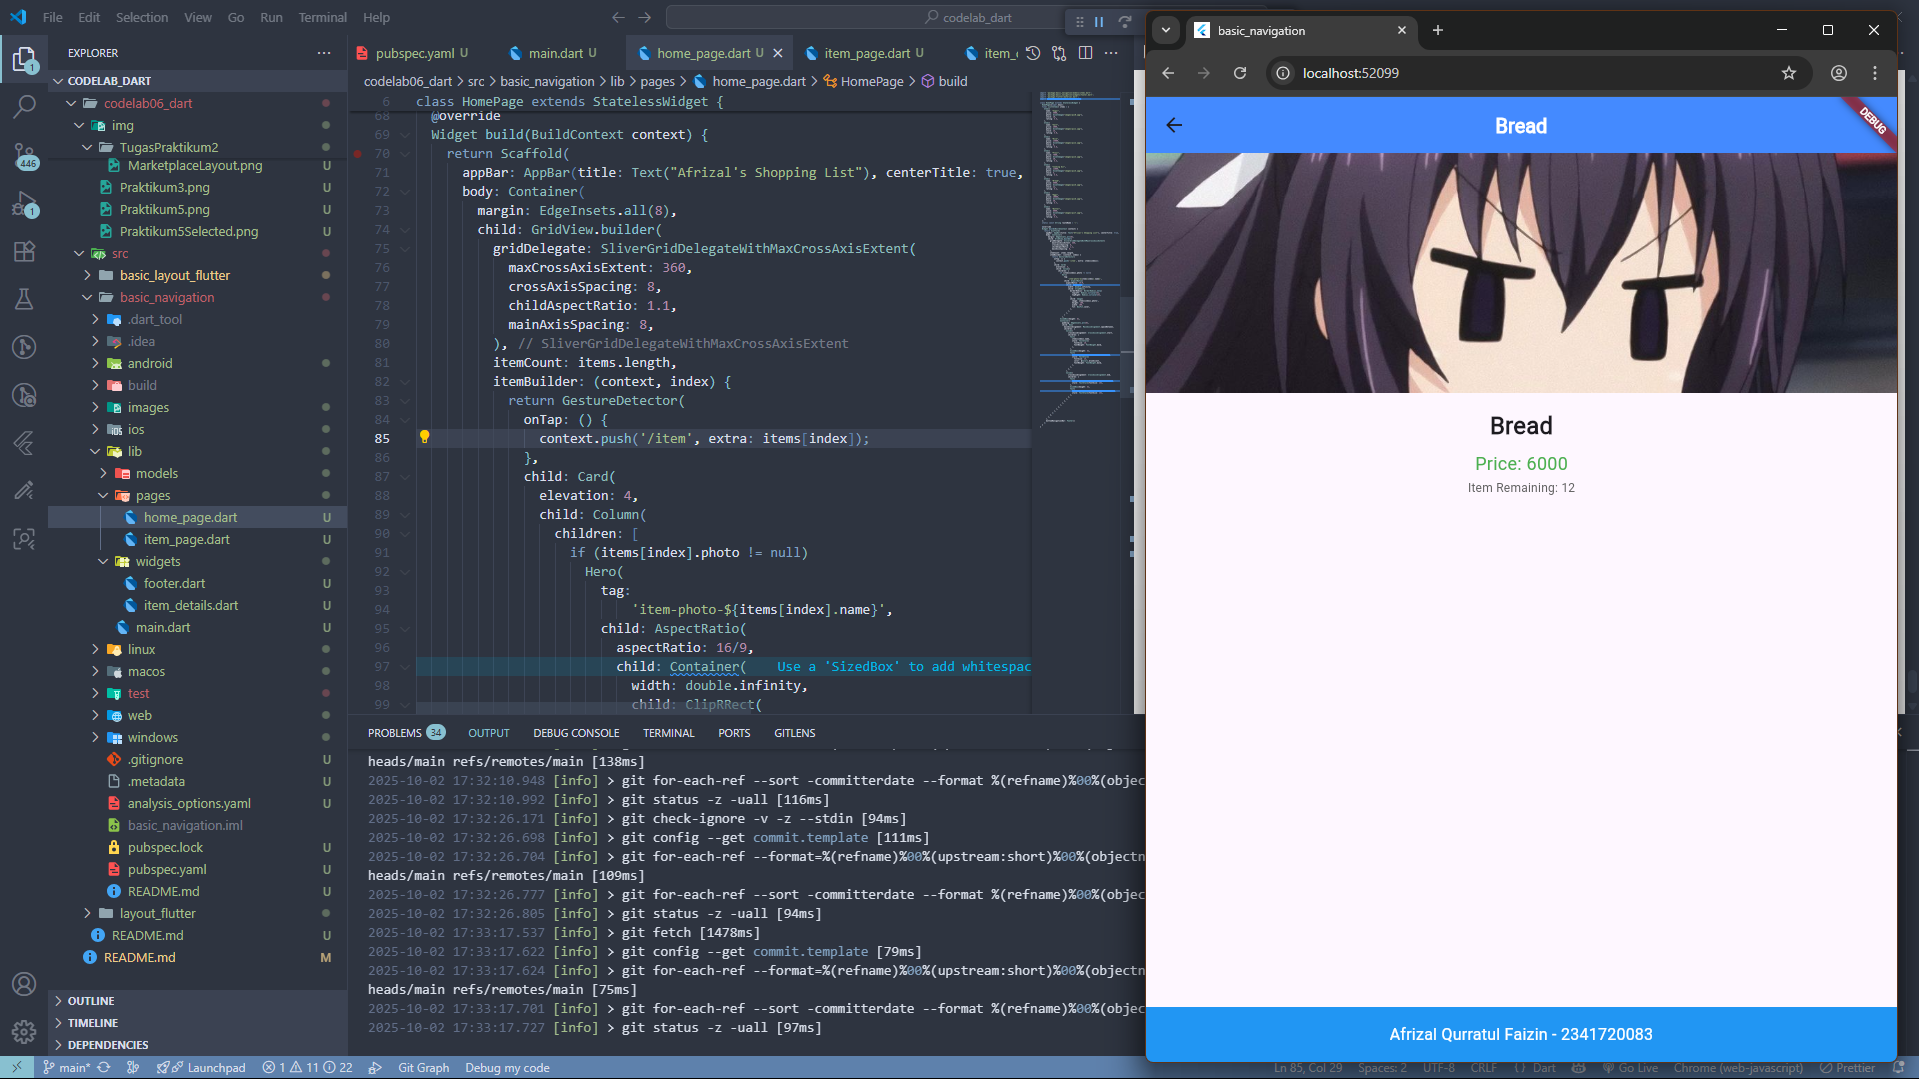 File Edit Selection View Go Run Terminal Help
codelab_dart
EXPLORER
CODELAB_DART
codelab06_dart
img
TugasPraktikum2
MarketplaceLayout.png U
Praktikum3.png U
Praktikum5.png U
Praktikum5Selected.png U
src
basic_layout_flutter
basic_navigation
.dart_tool
.idea
android
build
images
ios
lib
models
pages
home_page.dart U
item_page.dart U
widgets
footer.dart U
item_details.dart U
main.dart U
linux
macos
test
web
windows
.gitignore U
.metadata U
analysis_options.yaml U
basic_navigation.iml
pubspec.lock U
pubspec.yaml U
README.md U
layout_flutter
README.md U
README.md M
OUTLINE
TIMELINE
DEPENDENCIES
1
446
1
pubspec.yaml U main.dart U home_page.dart U item_page.dart U item_
codelab06_dart > src > basic_navigation > lib > pages > home_page.dart > HomePage > build
6 class HomePage extends StatelessWidget {
68 @override
69 Widget build(BuildContext context) {
70 return Scaffold(
71 appBar: AppBar(title: Text("Afrizal's Shopping List"), centerTitle: true,
72 body: Container(
73 margin: EdgeInsets.all(8),
74 child: GridView.builder(
75 gridDelegate: SliverGridDelegateWithMaxCrossAxisExtent(
76 maxCrossAxisExtent: 360,
77 crossAxisSpacing: 8,
78 childAspectRatio: 1.1,
79 mainAxisSpacing: 8,
80 ), // SliverGridDelegateWithMaxCrossAxisExtent
81 itemCount: items.length,
82 itemBuilder: (context, index) {
83 return GestureDetector(
84 onTap: () {
85 context.push('/item', extra: items[index]);
86 },
87 child: Card(
88 elevation: 4,
89 child: Column(
90 children: [
91 if (items[index].photo != null)
92 Hero(
93 tag:
94 'item-photo-${items[index].name}',
95 child: AspectRatio(
96 aspectRatio: 16/9,
97 child: Container( Use a 'SizedBox' to add whitespac
98 width: double.infinity,
99 child: ClipRRect(
PROBLEMS 34 OUTPUT DEBUG CONSOLE TERMINAL PORTS GITLENS
heads/main refs/remotes/main [138ms]
2025-10-02 17:32:10.948 [info] > git for-each-ref --sort -committerdate --format %(refname)%00%(objec
2025-10-02 17:32:10.992 [info] > git status -z -uall [116ms]
2025-10-02 17:32:26.171 [info] > git check-ignore -v -z --stdin [94ms]
2025-10-02 17:32:26.698 [info] > git config --get commit.template [111ms]
2025-10-02 17:32:26.704 [info] > git for-each-ref --format=%(refname)%00%(upstream:short)%00%(objectn
heads/main refs/remotes/main [109ms]
2025-10-02 17:32:26.777 [info] > git for-each-ref --sort -committerdate --format %(refname)%00%(objec
2025-10-02 17:32:26.805 [info] > git status -z -uall [94ms]
2025-10-02 17:33:17.537 [info] > git fetch [1478ms]
2025-10-02 17:33:17.622 [info] > git config --get commit.template [79ms]
2025-10-02 17:33:17.624 [info] > git for-each-ref --format=%(refname)%00%(upstream:short)%00%(objectn
heads/main refs/remotes/main [75ms]
2025-10-02 17:33:17.701 [info] > git for-each-ref --sort -committerdate --format %(refname)%00%(objec
2025-10-02 17:33:17.727 [info] > git status -z -uall [97ms]
main* Launchpad 1 11 22 Git Graph Debug my code
Ln 85, Col 29 Spaces: 2 UTF-8 CRLF { } Dart Go Live Chrome (web-javascript) Prettier
basic_navigation
localhost:52099
Bread
DEBUG
Bread
Price: 6000
Item Remaining: 12
Afrizal Qurratul Faizin - 2341720083